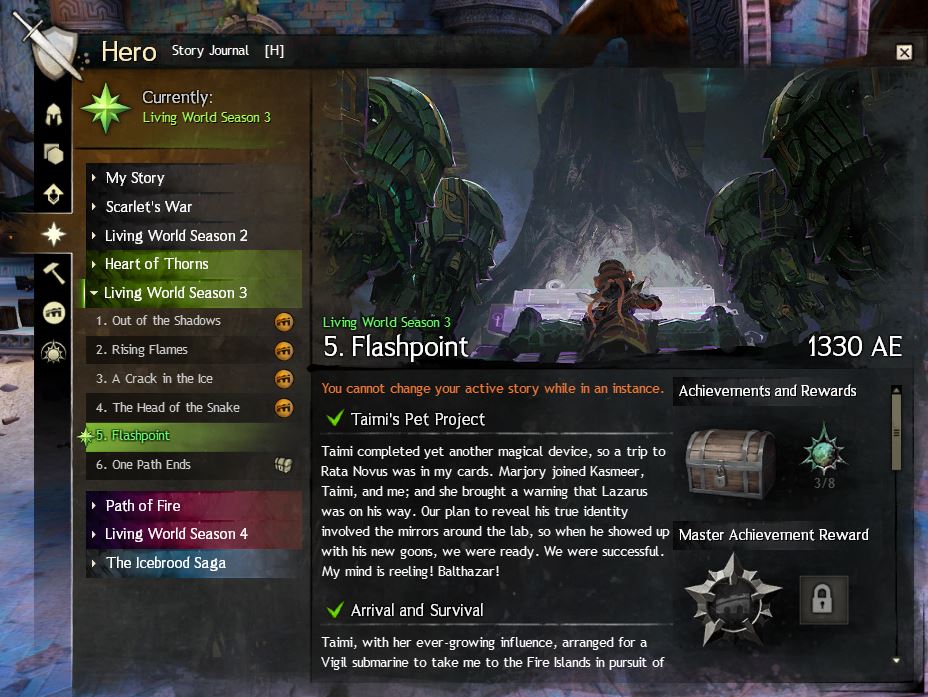 Hero Story Journal [H]
Currently:
Living World Season 3
My Story
Scarlet's War
Living World Season 2
Heart of Thorns
Living World Season 3
1. Out of the Shadows
2. Rising Flames
3. A Crack in the Ice
4. The Head of the Snake
5. Flashpoint
6. One Path Ends
Path of Fire
Living World Season 4
The Icebrood Saga
Living World Season 3
5. Flashpoint
1330 AE
You cannot change your active story while in an instance.
Taimi's Pet Project
Taimi completed yet another magical device, so a trip to
Rata Novus was in my cards. Marjory joined Kasmeer,
Taimi, and me; and she brought a warning that Lazarus
was on his way. Our plan to reveal his true identity
involved the mirrors around the lab, so when he showed up
with his new goons, we were ready. We were successful.
My mind is reeling! Balthazar!
Arrival and Survival
Taimi, with her ever-growing influence, arranged for a
Vigil submarine to take me to the Fire Islands in pursuit of
Achievements and Rewards
3/8
Master Achievement Reward